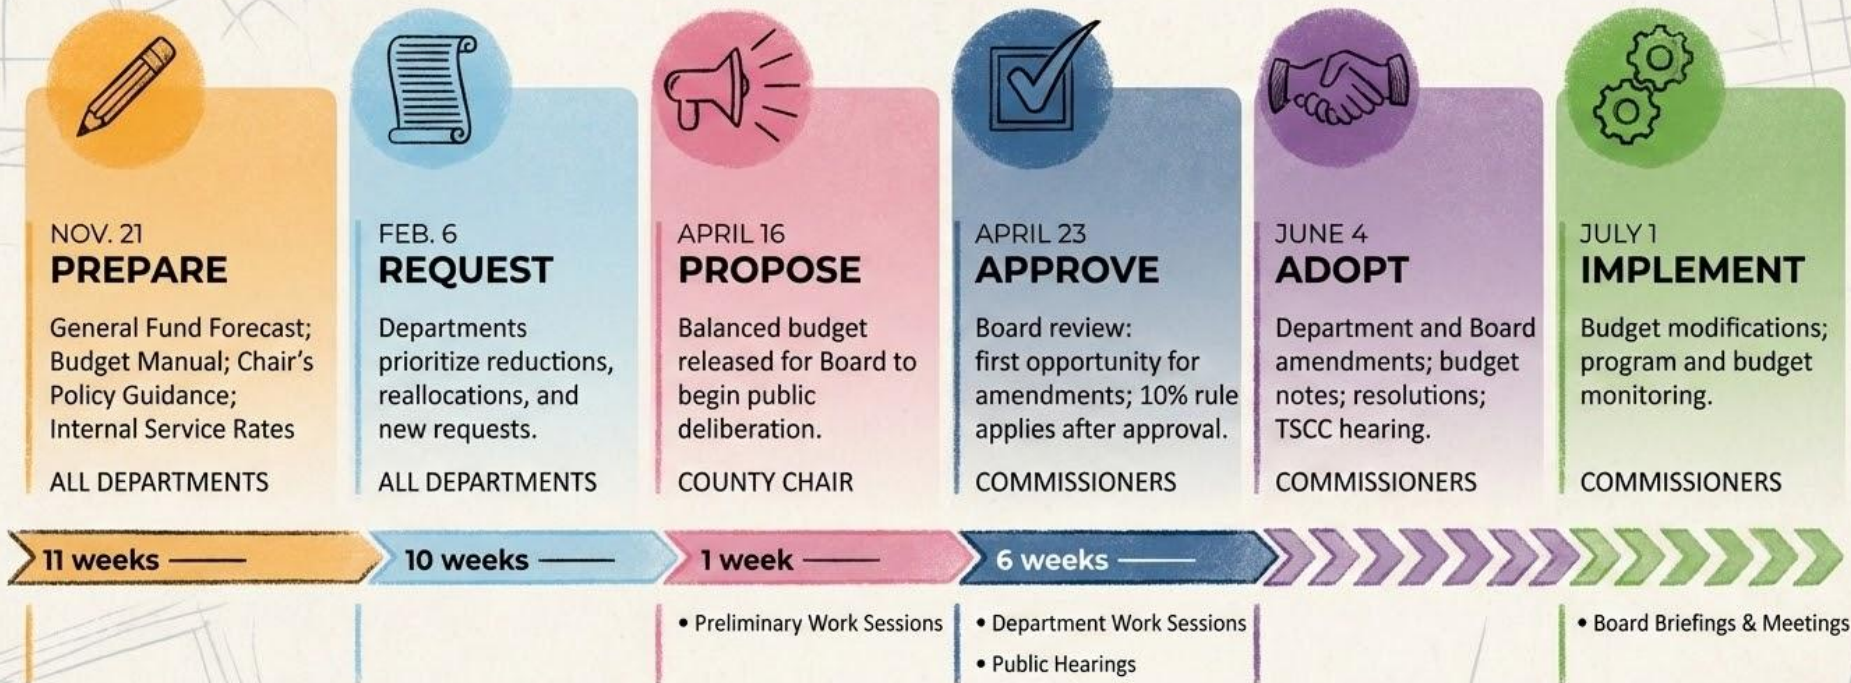 NOV. 21
PREPARE
General Fund Forecast;
Budget Manual; Chair's
Policy Guidance;
Internal Service Rates
ALL DEPARTMENTS
11 weeks
FEB. 6
REQUEST
Departments
prioritize reductions,
reallocations, and
new requests.
ALL DEPARTMENTS
10 weeks
APRIL 16
PROPOSE
Balanced budget
released for Board to
begin public
deliberation.
COUNTY CHAIR
1 week
• Preliminary Work Sessions
APRIL 23
APPROVE
Board review:
first opportunity for
amendments; 10% rule
applies after approval.
COMMISSIONERS
6 weeks
• Department Work Sessions
• Public Hearings
JUNE 4
ADOPT
Department and Board
amendments; budget
notes; resolutions;
TSCC hearing.
COMMISSIONERS
JULY 1
IMPLEMENT
Budget modifications;
program and budget
monitoring.
COMMISSIONERS
• Board Briefings & Meetings